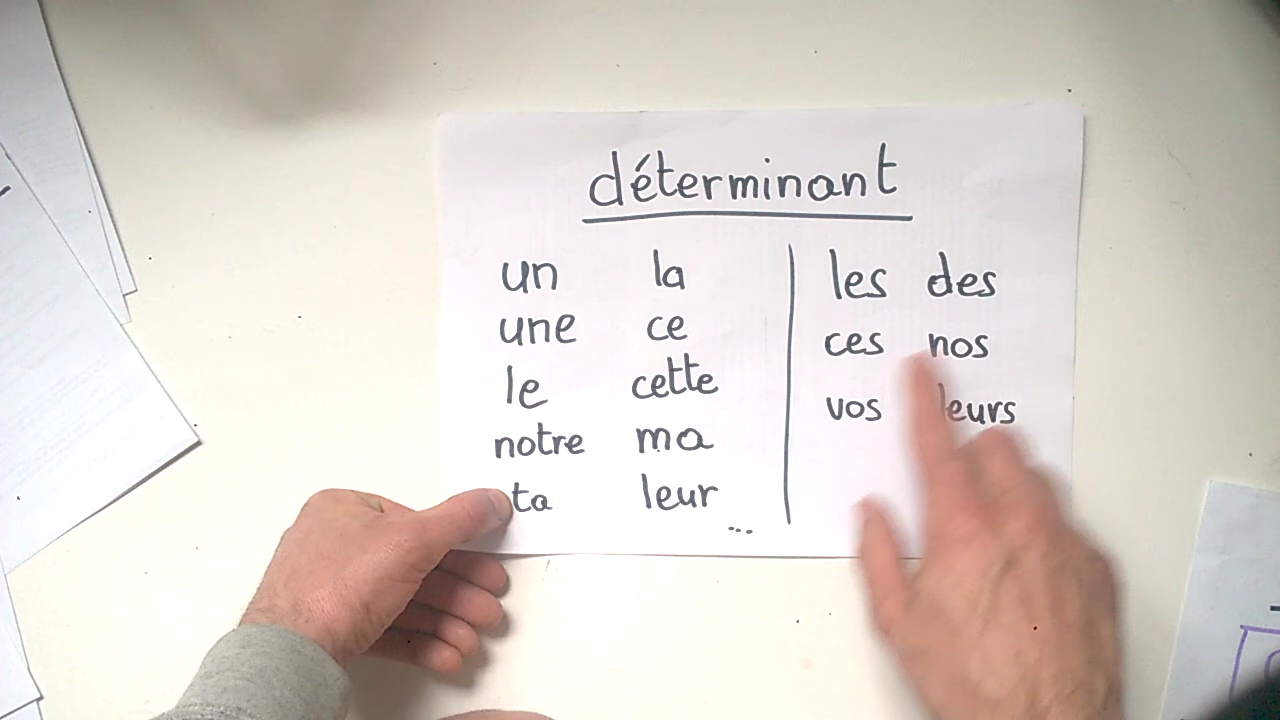 déterminant
un la
une ce
le cette
notre ma
ta leur
...
les des
ces nos
vos leurs